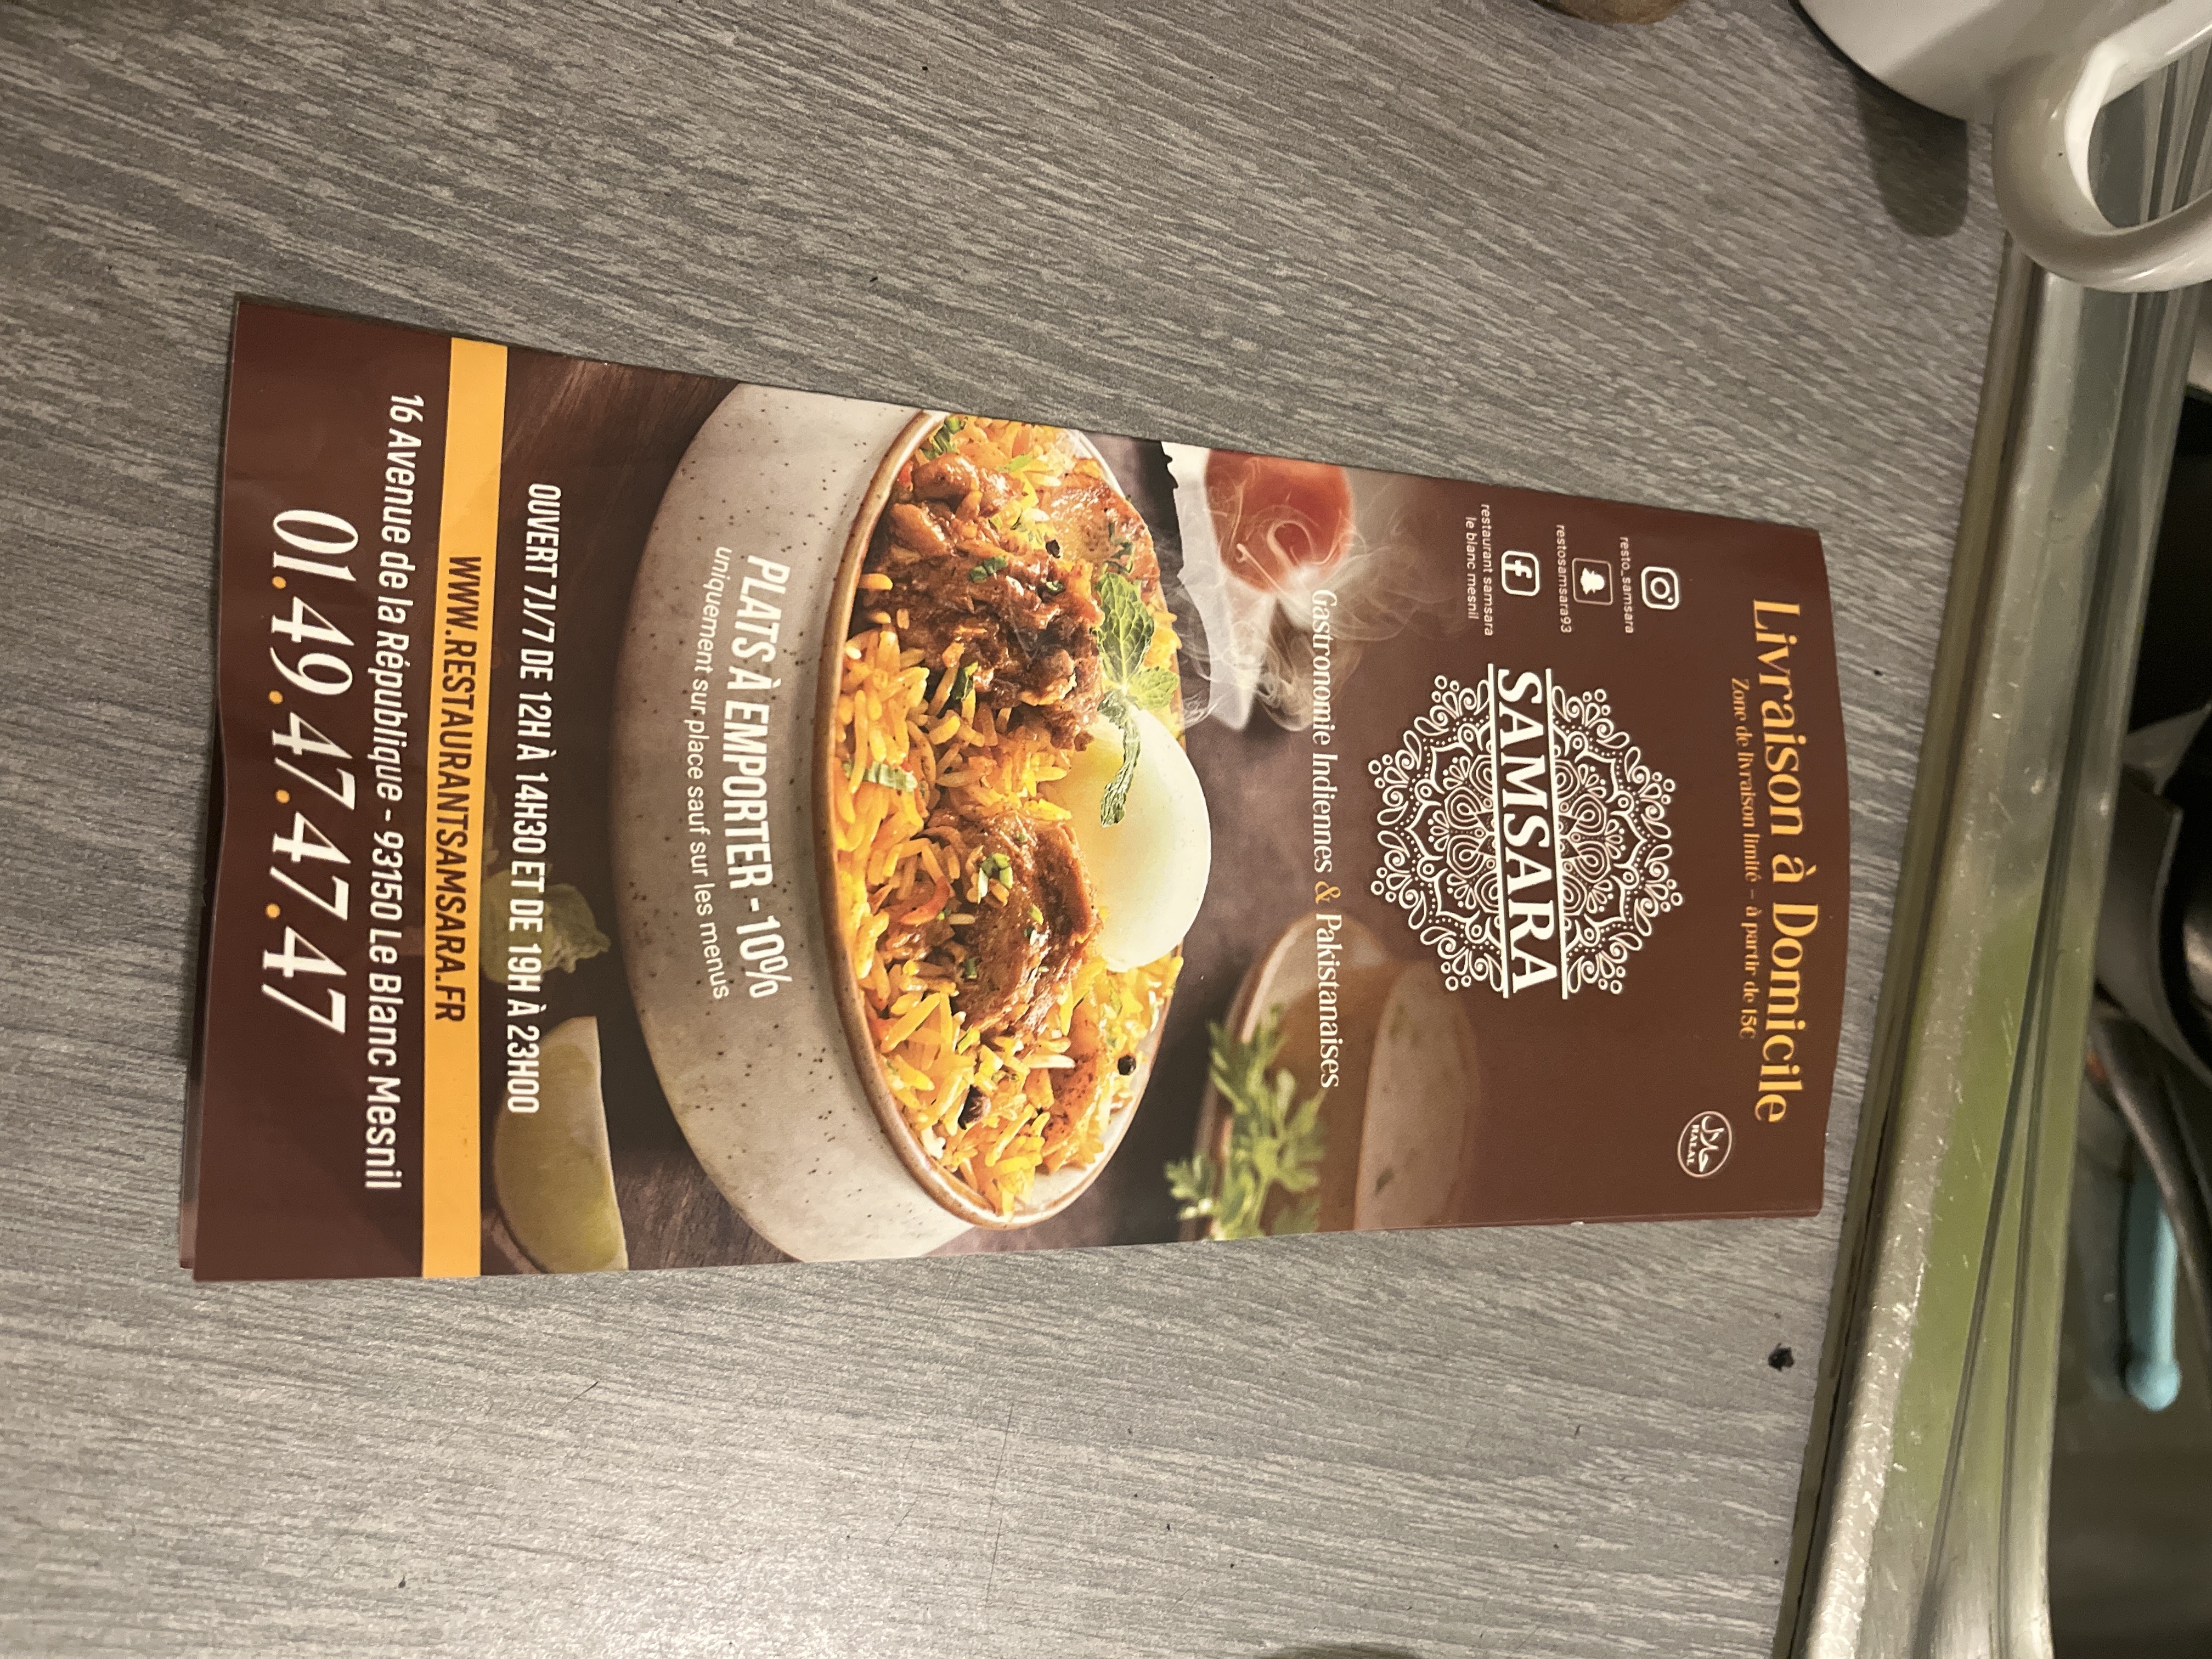 Livraison à Domicile
Zone de livraison limité - à partir de 15€
resto_samsara
restosamsara93
restaurant samsara
le blanc mesnil
حلال
HALAL
SAMSARA
Gastronomie Indiennes & Pakistanaises
PLATS À EMPORTER -10%
uniquement sur place sauf sur les menus
OUVERT 7J/7 DE 12H À 14H30 ET DE 19H À 23H00
WWW.RESTAURANTSAMSARA.FR
16 Avenue de la République - 93150 Le Blanc Mesnil
01.49.47.47.47